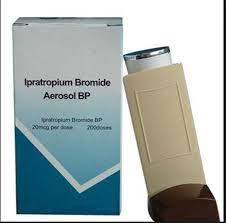 Ipratropium Bromide
Aerosol BP
Ipratropium Bromide BP
20mcg per dose 200doses